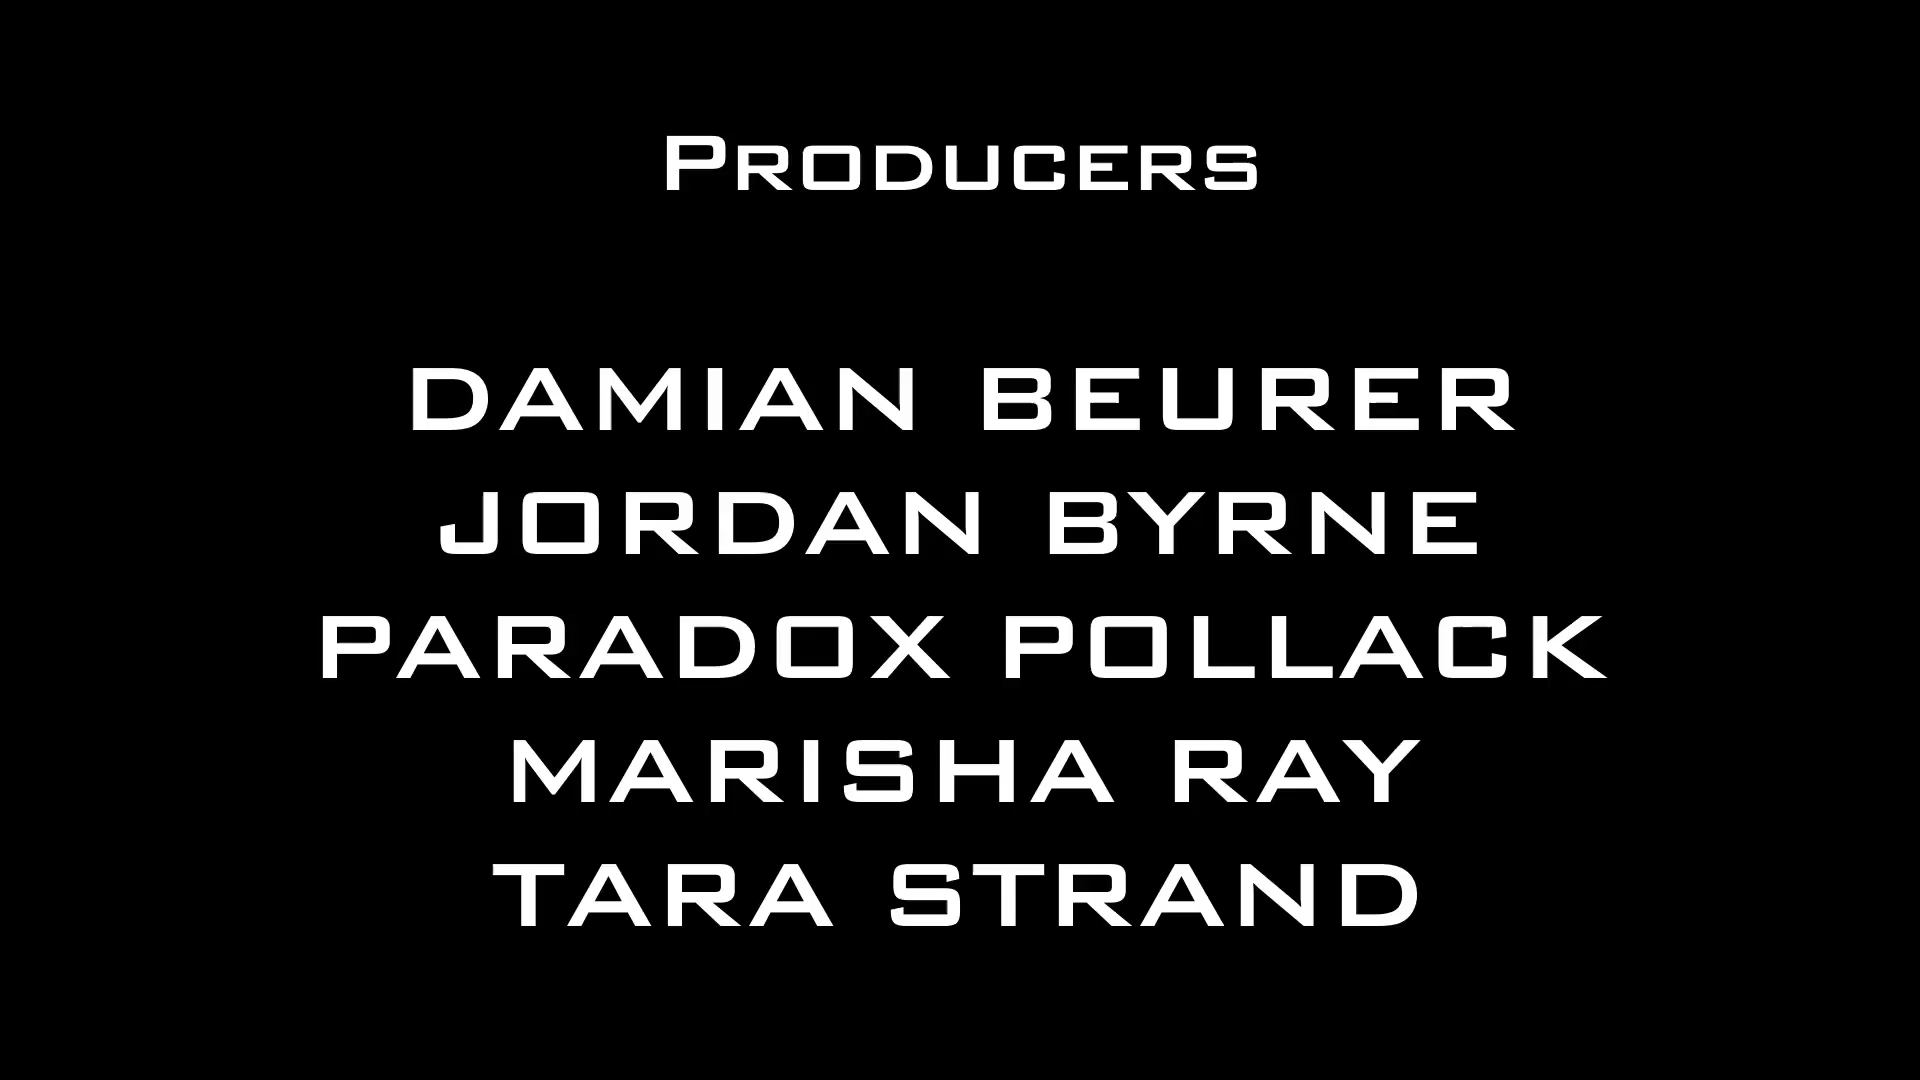 Producers
DAMIAN BEURER
JORDAN BYRNE
PARADOX POLLACK
MARISHA RAY
TARA STRAND